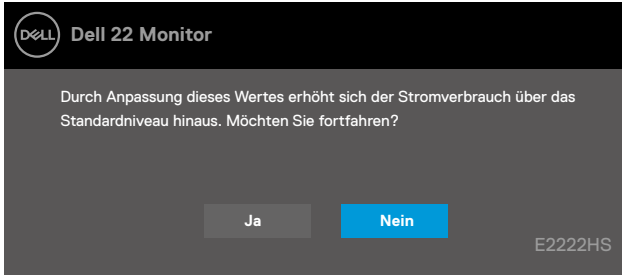 DELL Dell 22 Monitor
Durch Anpassung dieses Wertes erhöht sich der Stromverbrauch über das
Standardniveau hinaus. Möchten Sie fortfahren?
Ja Nein
E2222HS